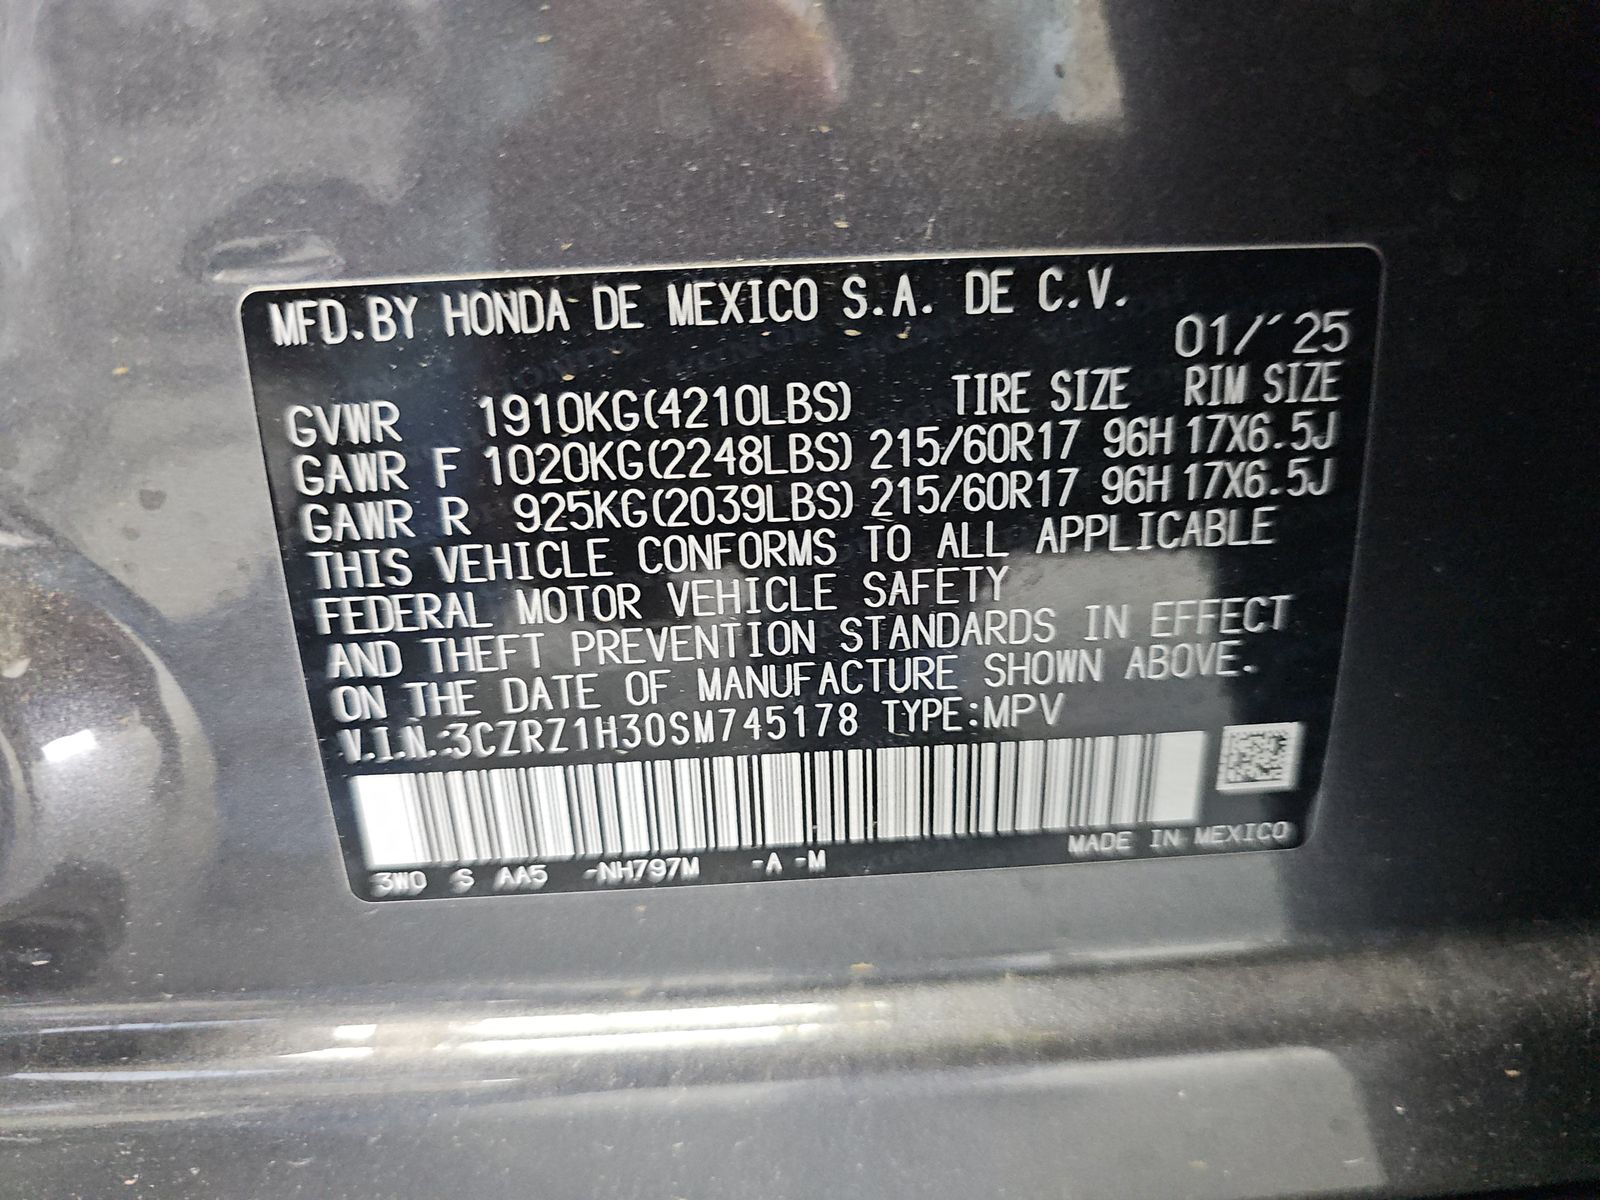 MFD.BY HONDA DE MEXICO S.A. DE C.V.
01/'25
GVWR 1910KG(4210LBS) TIRE SIZE RIM SIZE
GAWR F 1020KG(2248LBS) 215/60R17 96H 17X6.5J
GAWR R 925KG(2039LBS) 215/60R17 96H 17X6.5J
THIS VEHICLE CONFORMS TO ALL APPLICABLE
FEDERAL MOTOR VEHICLE SAFETY
AND THEFT PREVENTION STANDARDS IN EFFECT
ON THE DATE OF MANUFACTURE SHOWN ABOVE.
V.I.N.:3CZRZ1H30SM745178 TYPE:MPV
3W0 S AA5 -NH797M -A -M MADE IN MEXICO